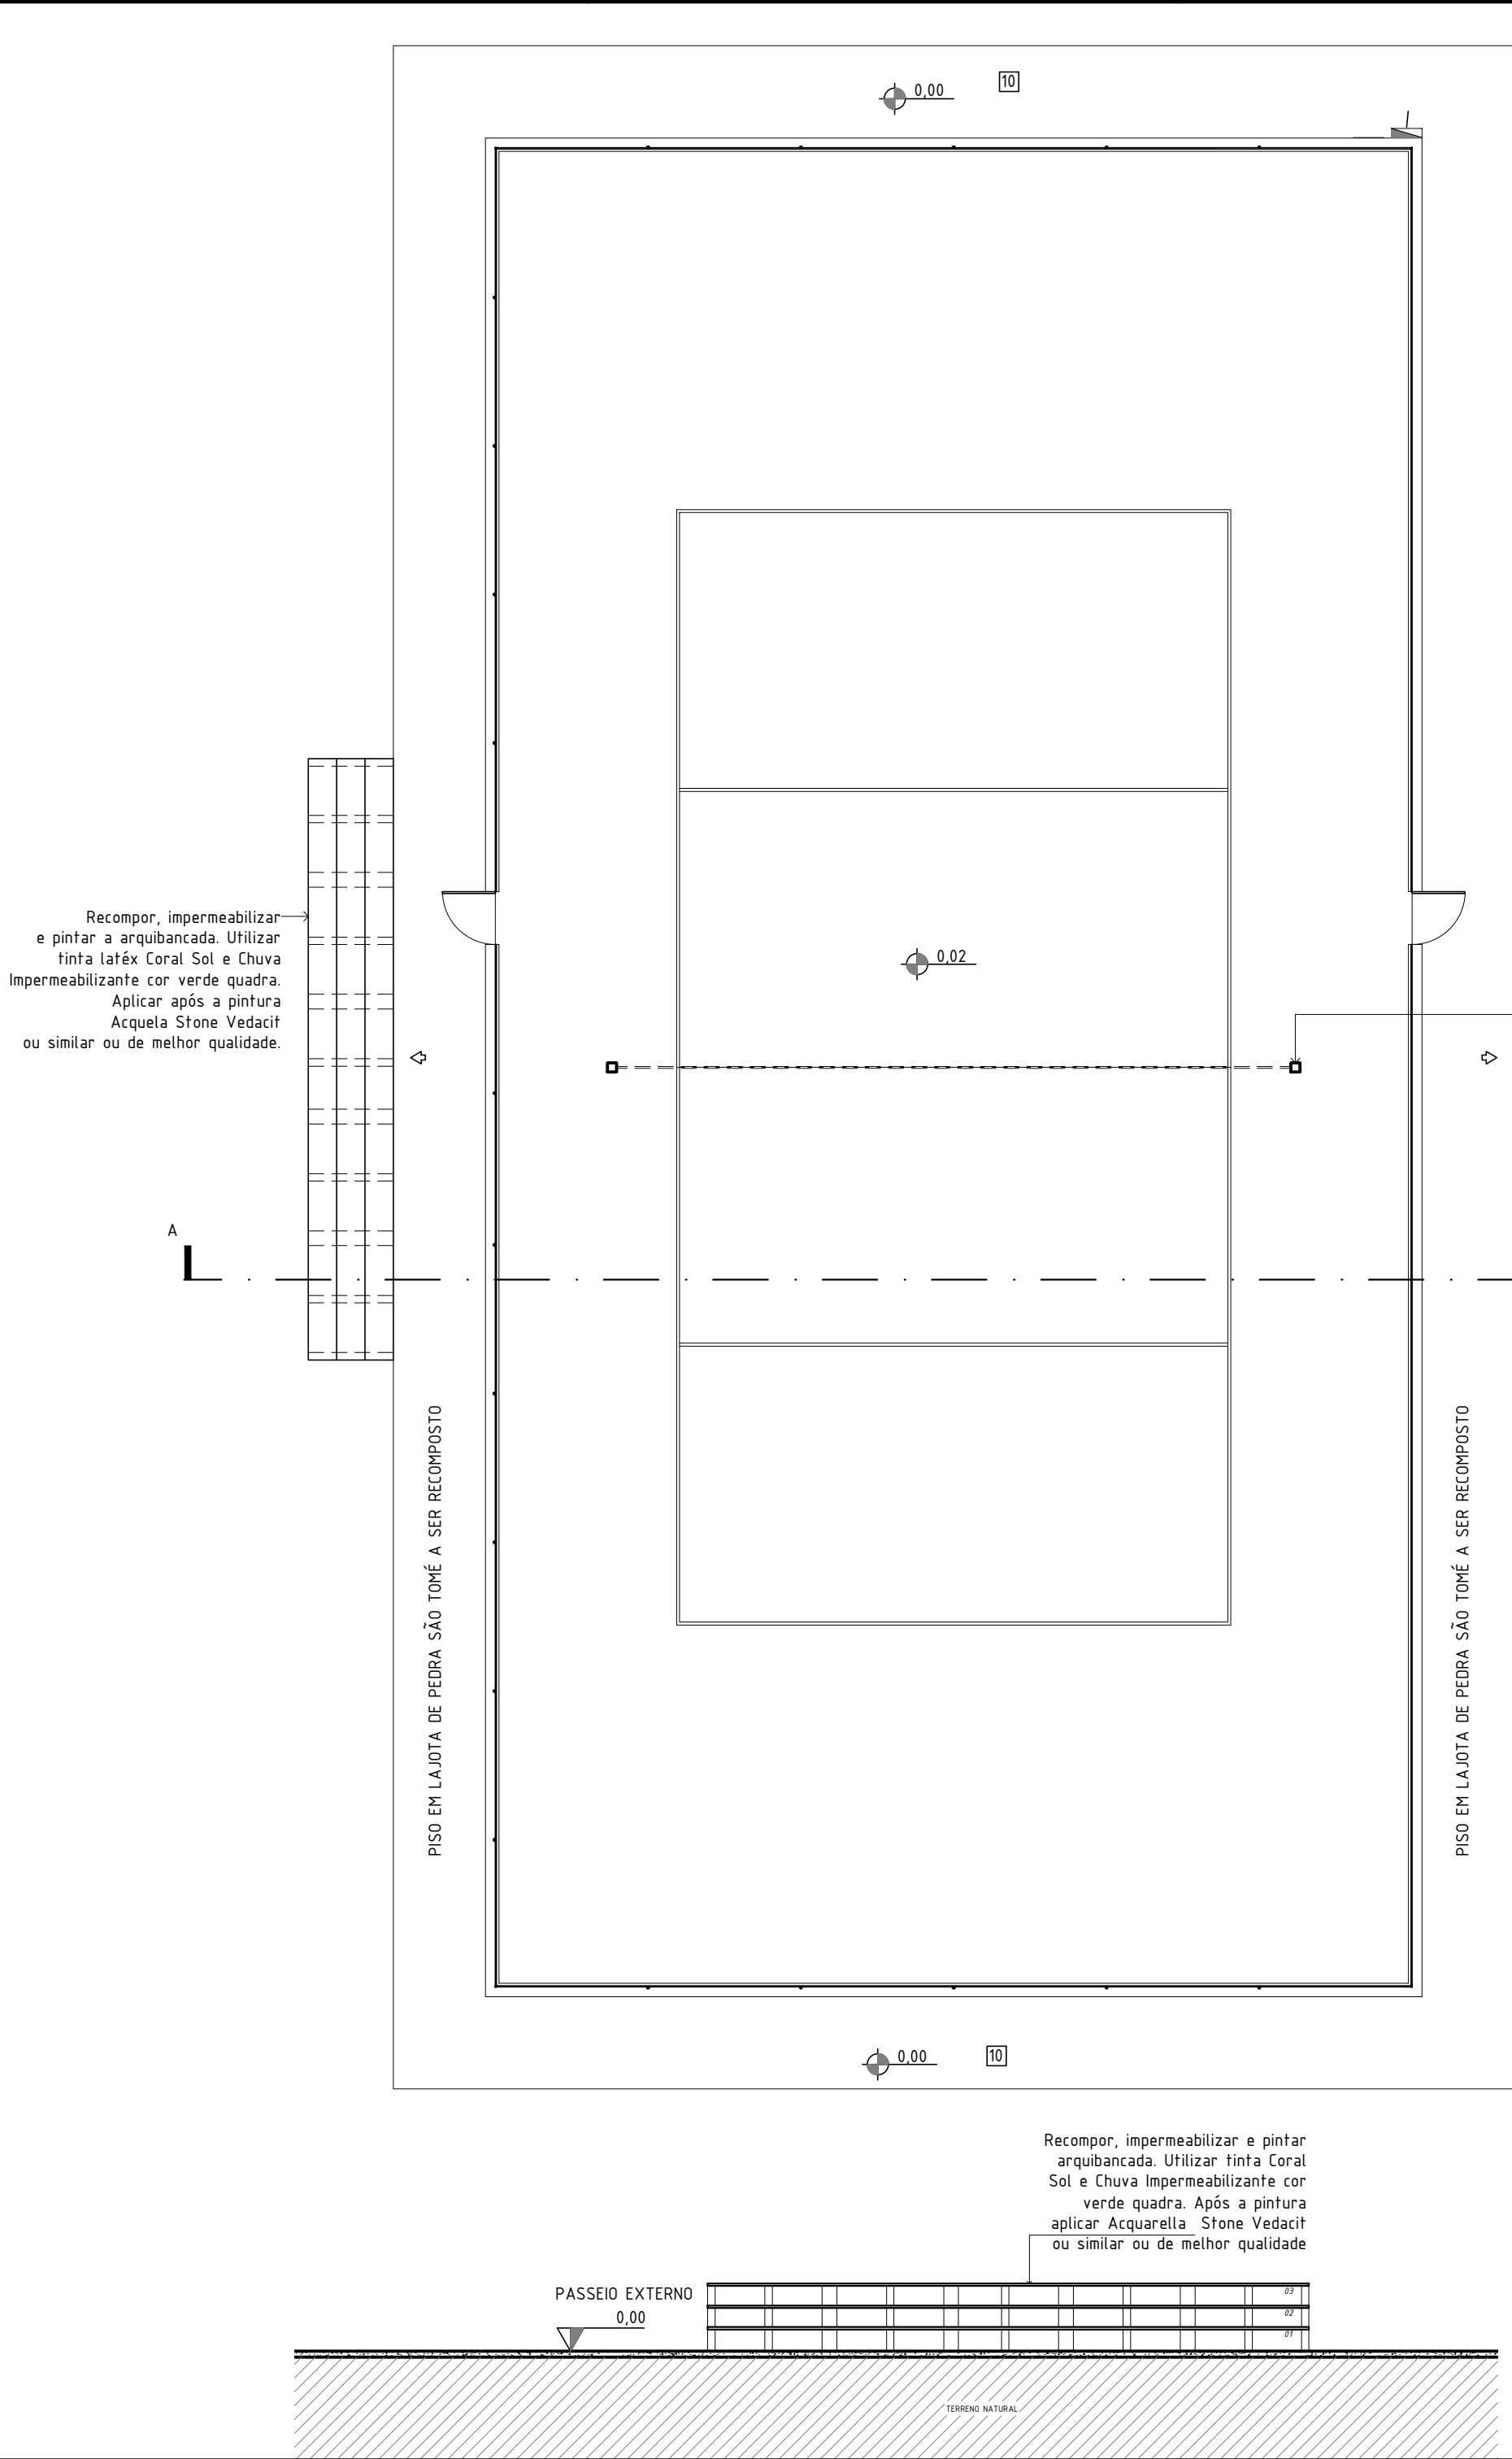 0,00
10
Recompor, impermeabilizar
e pintar a arquibancada. Utilizar
tinta latéx Coral Sol e Chuva
Impermeabilizante cor verde quadra.
Aplicar após a pintura
Acquela Stone Vedacit
ou similar ou de melhor qualidade.
0,02
A
PISO EM LAJOTA DE PEDRA SÃO TOMÉ A SER RECOMPOSTO
PISO EM LAJOTA DE PEDRA SÃO TOMÉ A SER RECOMPOSTO
0,00
10
Recompor, impermeabilizar e pintar
arquibancada. Utilizar tinta Coral
Sol e Chuva Impermeabilizante cor
verde quadra. Após a pintura
aplicar Acquarella Stone Vedacit
ou similar ou de melhor qualidade
PASSEIO EXTERNO
0,00
03
02
01
TERRENO NATURAL